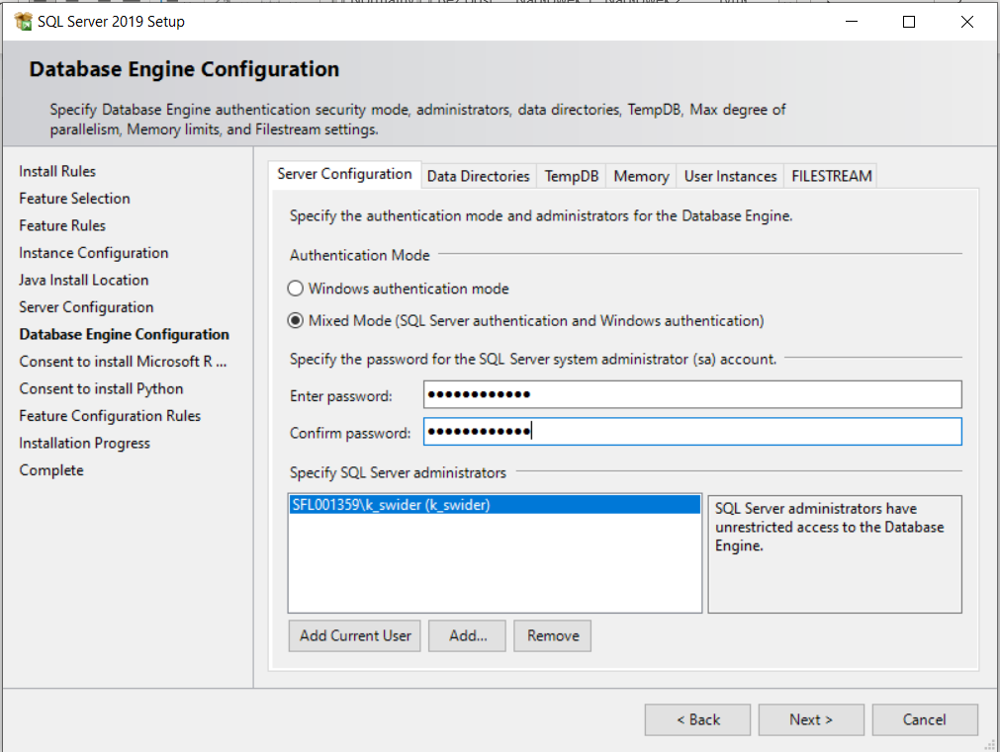 SQL Server 2019 Setup
Database Engine Configuration
Specify Database Engine authentication security mode, administrators, data directories, TempDB, Max degree of
parallelism, Memory limits, and Filestream settings.
Install Rules
Feature Selection
Feature Rules
Instance Configuration
Java Install Location
Server Configuration
Database Engine Configuration
Consent to install Microsoft R ...
Consent to install Python
Feature Configuration Rules
Installation Progress
Complete
Server Configuration Data Directories TempDB Memory User Instances FILESTREAM
Specify the authentication mode and administrators for the Database Engine.
Authentication Mode
Windows authentication mode
Mixed Mode (SQL Server authentication and Windows authentication)
Specify the password for the SQL Server system administrator (sa) account.
Enter password: ●●●●●●●●●●●●
Confirm password: ●●●●●●●●●●●●
Specify SQL Server administrators
SFL001359\k_swider (k_swider)
SQL Server administrators have
unrestricted access to the Database
Engine.
Add Current User Add... Remove
< Back Next > Cancel